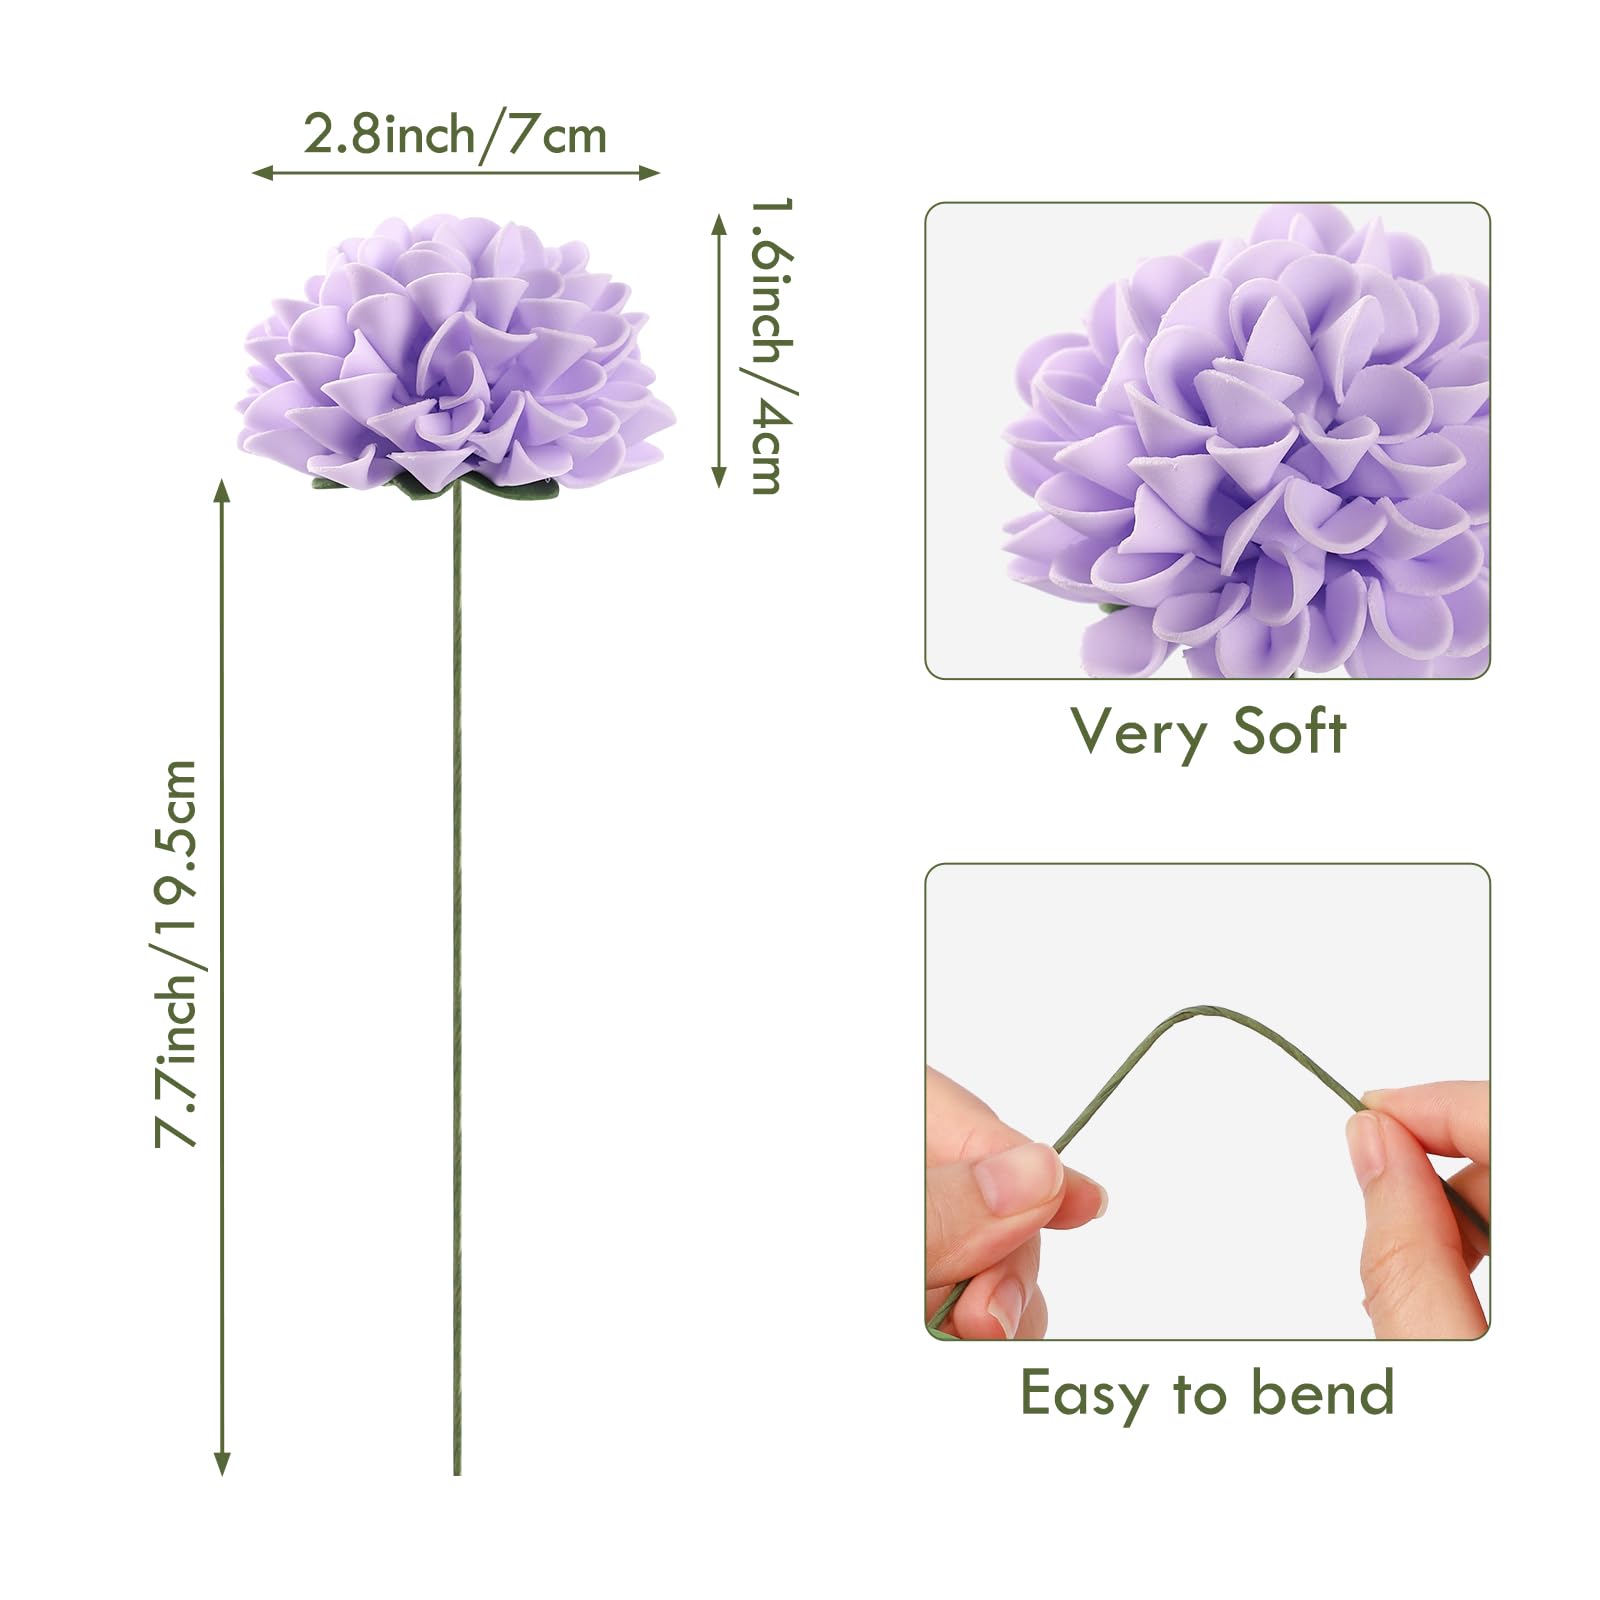 2.8inch/7cm
1.6inch/4cm
7.7inch/19.5cm
Very Soft
Easy to bend